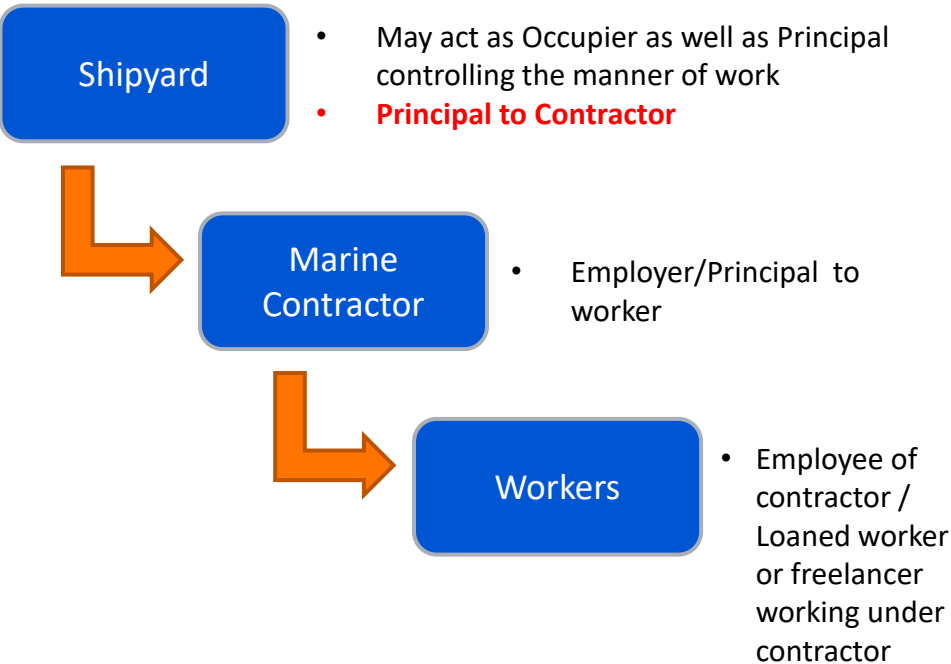 Shipyard
• May act as Occupier as well as Principal
controlling the manner of work
• Principal to Contractor
Marine
Contractor
• Employer/Principal to
worker
Workers
• Employee of
contractor /
Loaned worker
or freelancer
working under
contractor